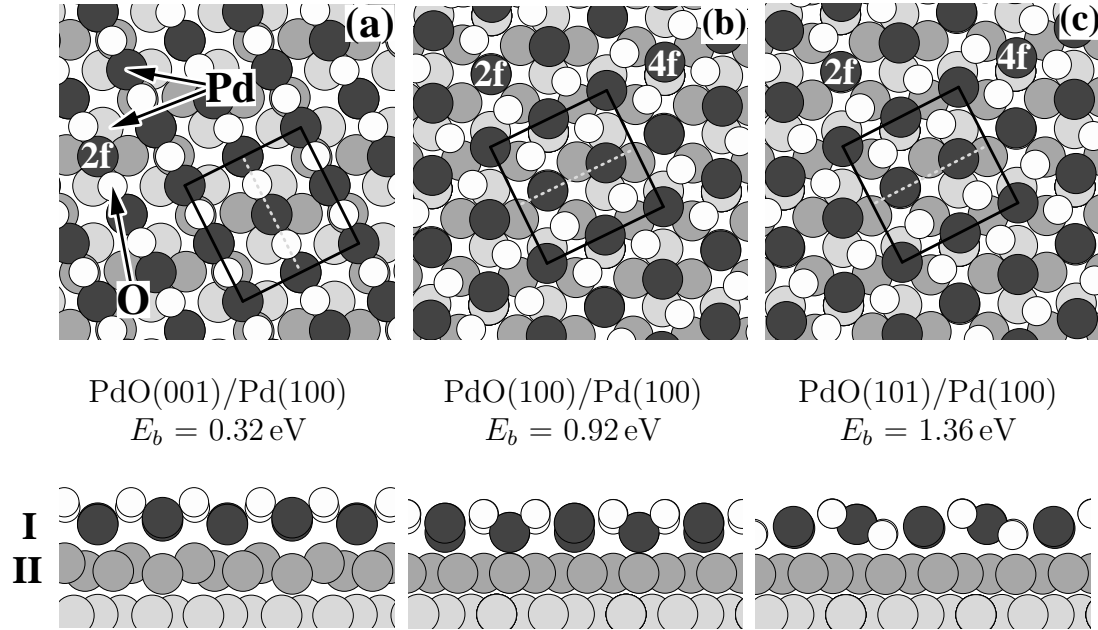 (a)
Pd
2f
O
(b)
2f
4f
(c)
2f
4f
PdO(001)/Pd(100)
E_b = 0.32 eV
PdO(100)/Pd(100)
E_b = 0.92 eV
PdO(101)/Pd(100)
E_b = 1.36 eV
I
II